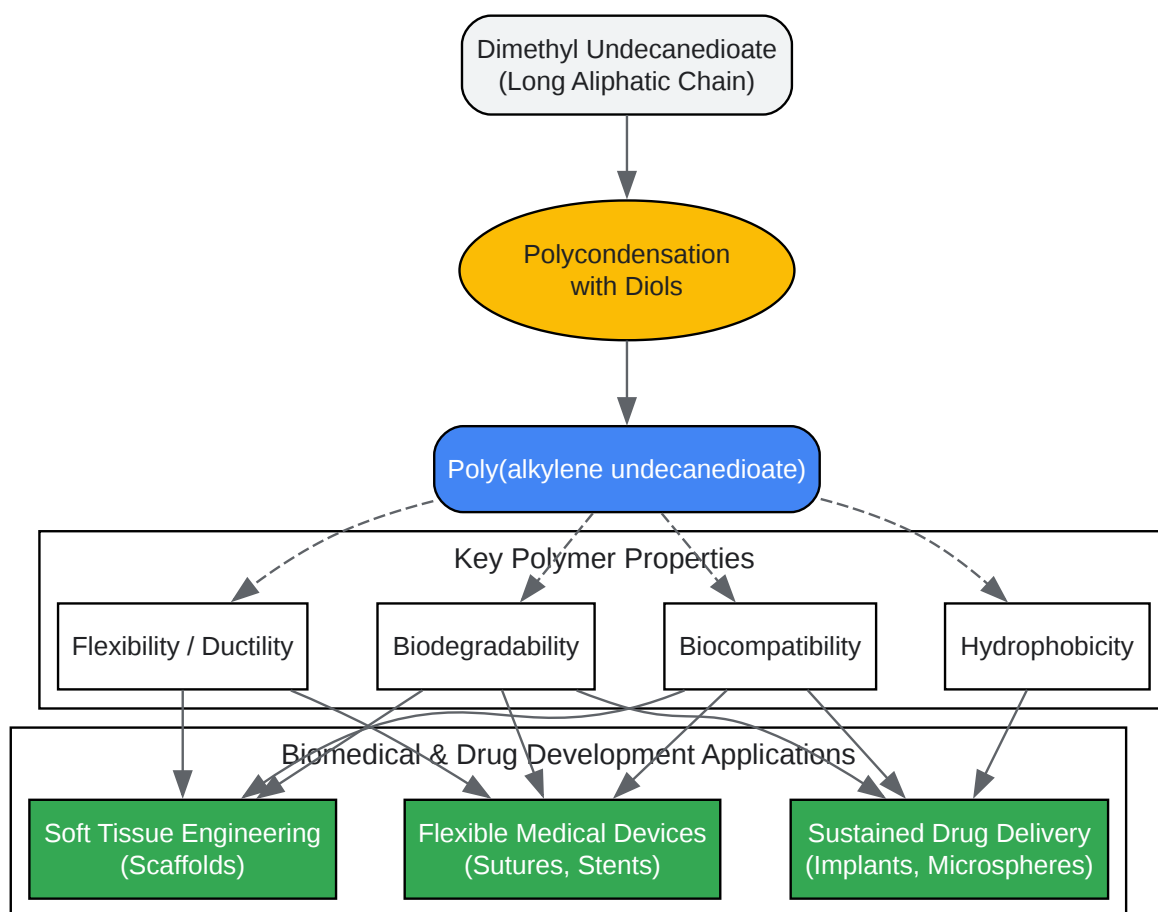 Dimethyl Undecanedioate
(Long Aliphatic Chain)
Polycondensation
with Diols
Poly(alkylene undecanedioate)
Key Polymer Properties
Flexibility / Ductility
Biodegradability
Biocompatibility
Hydrophobicity
Biomedical & Drug Development Applications
Soft Tissue Engineering
(Scaffolds)
Flexible Medical Devices
(Sutures, Stents)
Sustained Drug Delivery
(Implants, Microspheres)